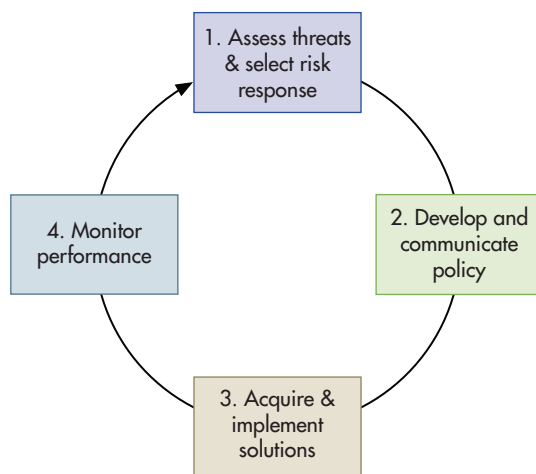 1. Assess threats
& select risk
response
2. Develop and
communicate
policy
3. Acquire &
implement
solutions
4. Monitor
performance